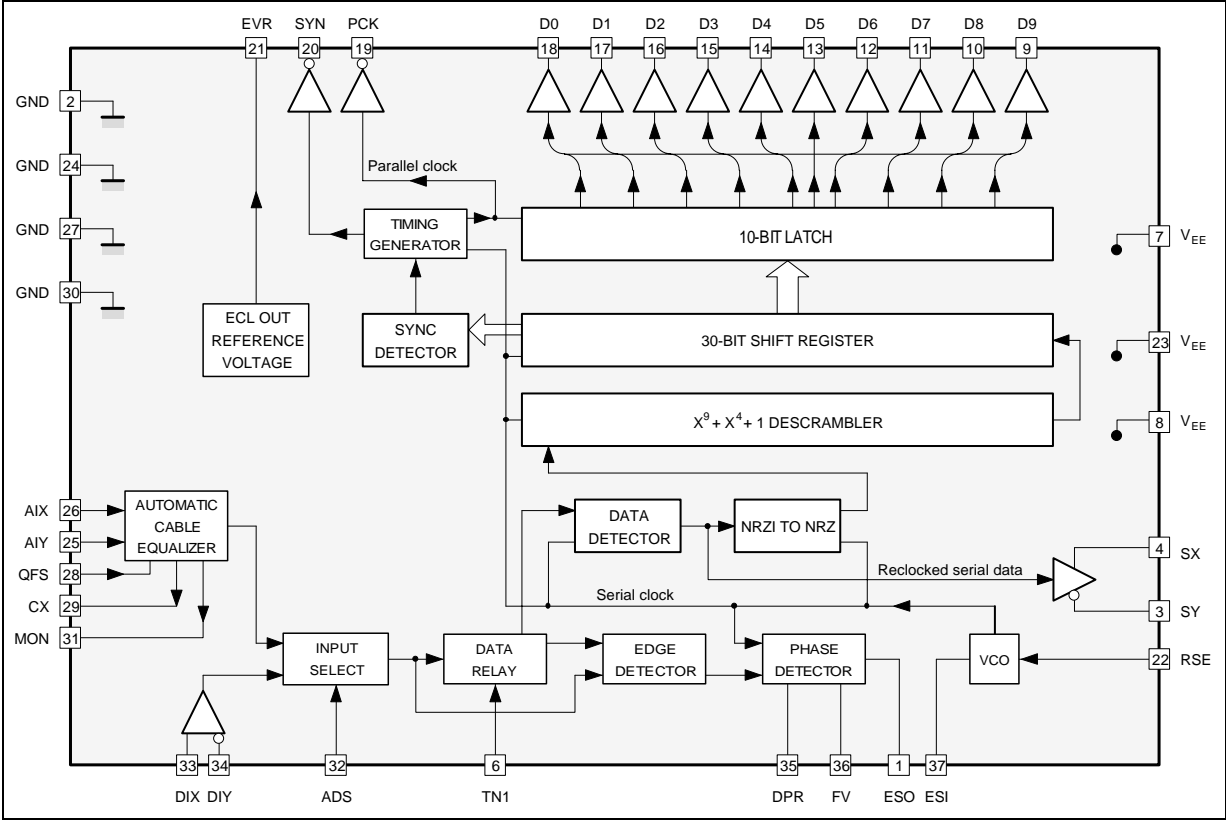 EVR SYN PCK D0 D1 D2 D3 D4 D5 D6 D7 D8 D9
21 20 19 18 17 16 15 14 13 12 11 10 9
GND 2
GND 24
GND 27
GND 30
Parallel clock
TIMING
GENERATOR
10-BIT LATCH
7 VEE
ECL OUT
REFERENCE
VOLTAGE
SYNC
DETECTOR
30-BIT SHIFT REGISTER
23 VEE
X⁹ + X⁴ + 1 DESCRAMBLER
8 VEE
AIX 26
AIY 25
QFS 28
CX 29
MON 31
AUTOMATIC
CABLE
EQUALIZER
DATA
DETECTOR
NRZI TO NRZ
4 SX
Reclocked serial data
Serial clock
3 SY
INPUT
SELECT
DATA
RELAY
EDGE
DETECTOR
PHASE
DETECTOR
VCO
22 RSE
33 34 32 6 35 36 1 37
DIX DIY ADS TN1 DPR FV ESO ESI